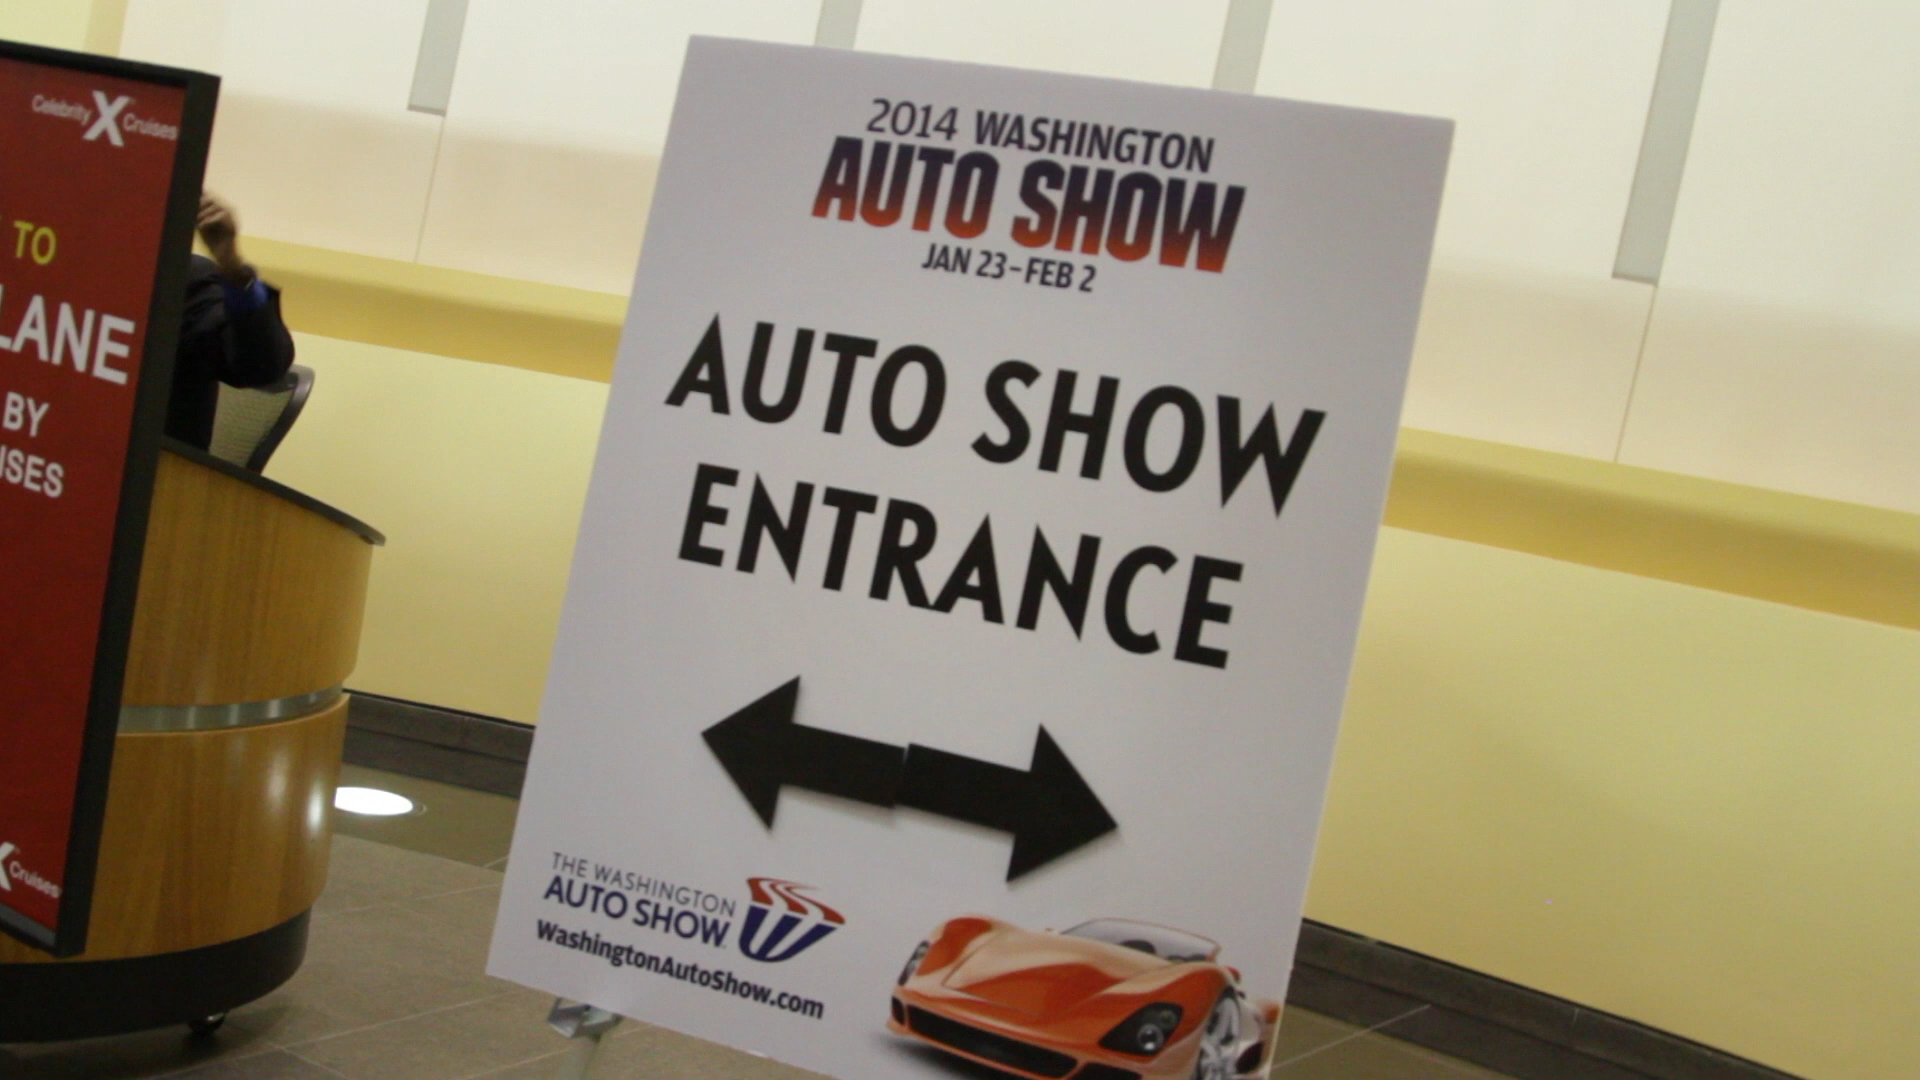 Celebrity X Cruises
TO
LANE
BY
Cruises
2014 WASHINGTON
AUTO SHOW
JAN 23-FEB 2
AUTO SHOW
ENTRANCE
THE WASHINGTON
AUTO SHOW
WashingtonAutoShow.com